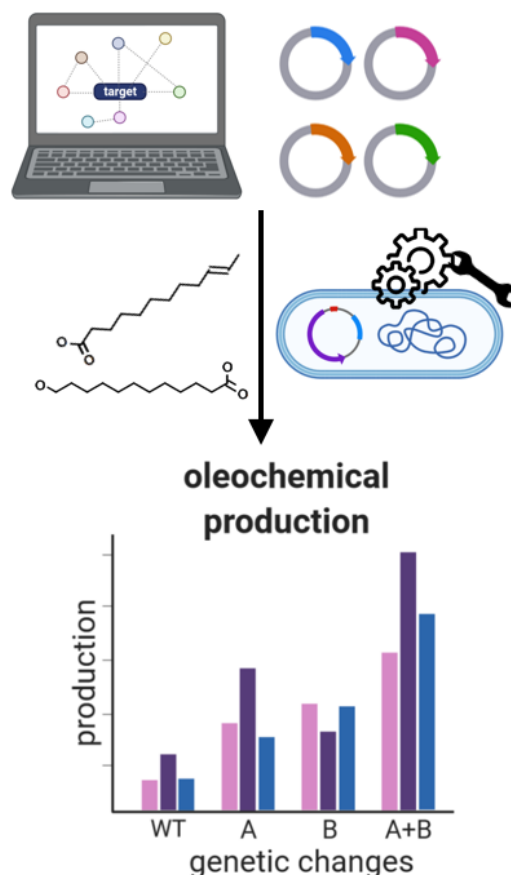 target
O
O
O
O
O
oleochemical
production
production
WT A B A+B
genetic changes